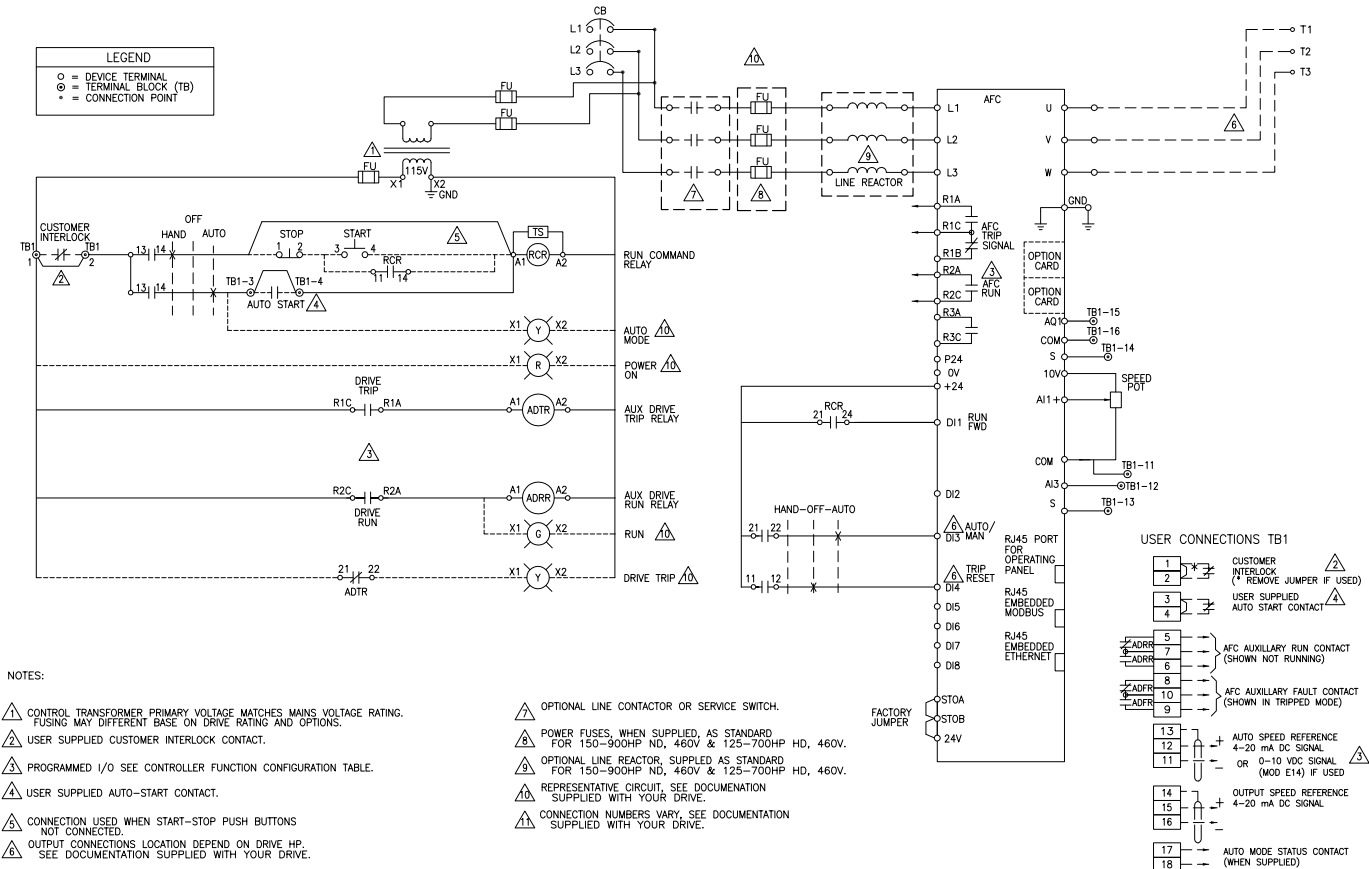 LEGEND
= DEVICE TERMINAL
= TERMINAL BLOCK (TB)
= CONNECTION POINT
CB
L1
L2
L3
FU
FU
1
FU
115V
X1
X2
GND
10
FU
FU
FU
7
8
9
LINE REACTOR
AFC
L1
L2
L3
U
V
W
T1
T2
T3
6
GND
R1A
R1C
R1B
AFC
TRIP
SIGNAL
R2A
R2C
3
AFC
RUN
R3A
R3C
OPTION
CARD
OPTION
CARD
P24
0V
+24
AQ1
TB1-15
COM
TB1-16
S
TB1-14
10V
AI1+
SPEED
POT
COM
TB1-11
AI3
TB1-12
S
TB1-13
CUSTOMER
INTERLOCK
TB1
1
TB1
2
2
OFF
HAND
AUTO
13
14
13
14
STOP
1
2
START
3
4
5
RCR
11
14
TS
A1
RCR
A2
RUN COMMAND
RELAY
TB1-3
TB1-4
AUTO START
4
X1
Y
X2
AUTO
MODE
10
X1
R
X2
POWER
ON
10
DRIVE
TRIP
R1C
R1A
A1
ADTR
A2
AUX DRIVE
TRIP RELAY
3
R2C
R2A
DRIVE
RUN
A1
ADRR
A2
AUX DRIVE
RUN RELAY
X1
G
X2
RUN
10
21
22
ADTR
X1
Y
X2
DRIVE TRIP
10
RCR
21
24
DI1
RUN
FWD
DI2
HAND-OFF-AUTO
21
22
6
AUTO/
MAN
DI3
11
12
6
TRIP
RESET
DI4
DI5
DI6
DI7
DI8
RJ45 PORT
FOR
OPERATING
PANEL
RJ45
EMBEDDED
MODBUS
RJ45
EMBEDDED
ETHERNET
FACTORY
JUMPER
STOA
STOB
24V
USER CONNECTIONS TB1
1
2
*
CUSTOMER
INTERLOCK
(* REMOVE JUMPER IF USED)
2
3
4
USER SUPPLIED
AUTO START CONTACT
4
5
7
6
ADRR
ADRR
AFC AUXILLARY RUN CONTACT
(SHOWN NOT RUNNING)
8
10
9
ADFR
ADFR
AFC AUXILLARY FAULT CONTACT
(SHOWN IN TRIPPED MODE)
13
12
11
+
−
AUTO SPEED REFERENCE
4-20 mA DC SIGNAL
OR 0-10 VDC SIGNAL
(MOD E14) IF USED
3
14
15
16
+
−
OUTPUT SPEED REFERENCE
4-20 mA DC SIGNAL
17
18
AUTO MODE STATUS CONTACT
(WHEN SUPPLIED)
NOTES:
1 CONTROL TRANSFORMER PRIMARY VOLTAGE MATCHES MAINS VOLTAGE RATING.
FUSING MAY DIFFERENT BASE ON DRIVE RATING AND OPTIONS.
2 USER SUPPLIED CUSTOMER INTERLOCK CONTACT.
3 PROGRAMMED I/O SEE CONTROLLER FUNCTION CONFIGURATION TABLE.
4 USER SUPPLIED AUTO-START CONTACT.
5 CONNECTION USED WHEN START-STOP PUSH BUTTONS
NOT CONNECTED.
6 OUTPUT CONNECTIONS LOCATION DEPEND ON DRIVE HP.
SEE DOCUMENTATION SUPPLIED WITH YOUR DRIVE.
7 OPTIONAL LINE CONTACTOR OR SERVICE SWITCH.
8 POWER FUSES, WHEN SUPPLIED, AS STANDARD
FOR 150-900HP ND, 460V & 125-700HP HD, 460V.
9 OPTIONAL LINE REACTOR, SUPPLED AS STANDARD
FOR 150-900HP ND, 460V & 125-700HP HD, 460V.
10 REPRESENTATIVE CIRCUIT, SEE DOCUMENATION
SUPPLIED WITH YOUR DRIVE.
11 CONNECTION NUMBERS VARY, SEE DOCUMENTATION
SUPPLIED WITH YOUR DRIVE.